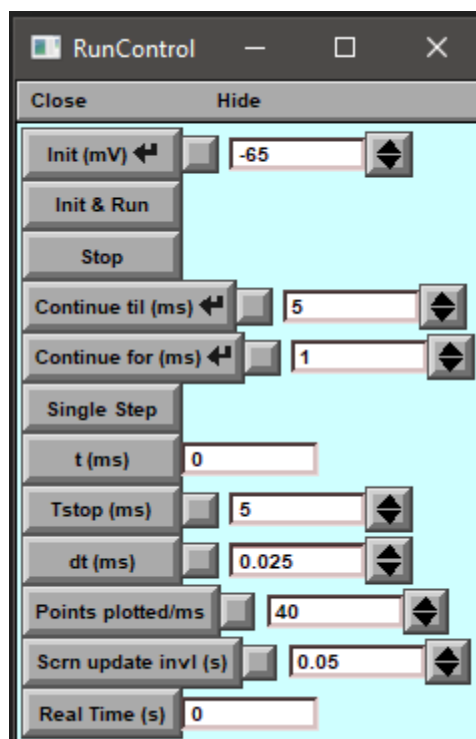 RunControl
Close Hide
Init (mV) -65
Init & Run
Stop
Continue til (ms) 5
Continue for (ms) 1
Single Step
t (ms) 0
Tstop (ms) 5
dt (ms) 0.025
Points plotted/ms 40
Scrn update invl (s) 0.05
Real Time (s) 0